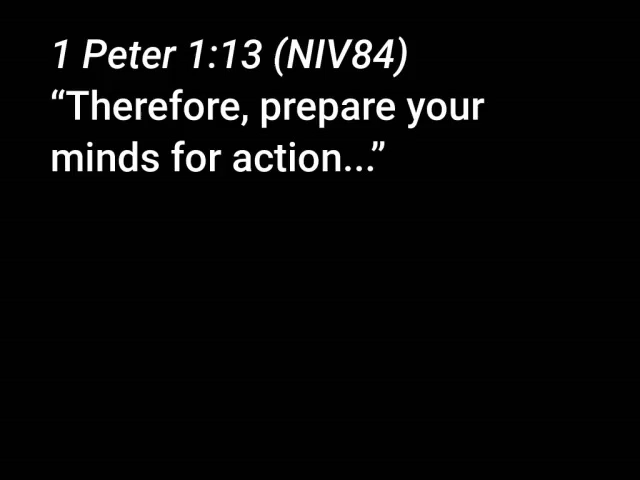 1 Peter 1:13 (NIV84)
“Therefore, prepare your
minds for action...”